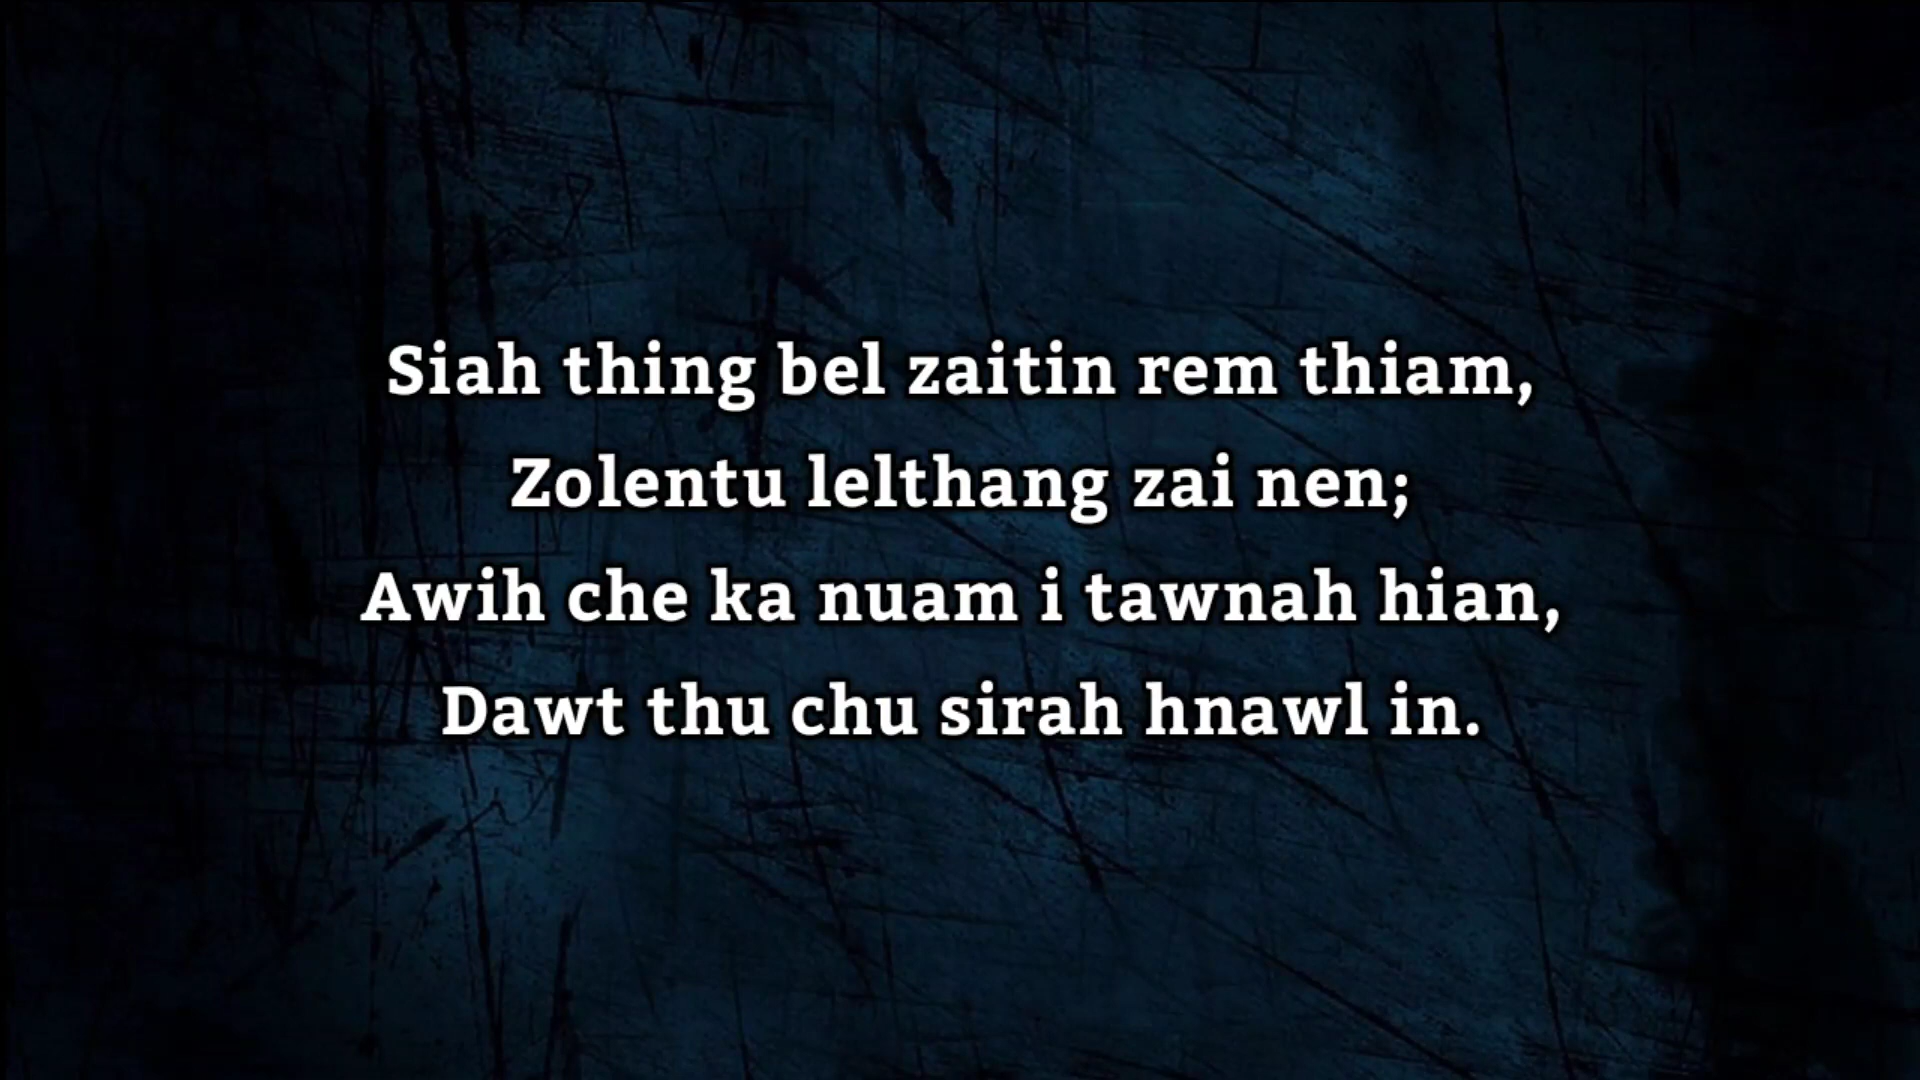 Siah thing bel zaitin rem thiam,
Zolentu lelthang zai nen;
Awih che ka nuam i tawnah hian,
Dawt thu chu sirah hnawl in.